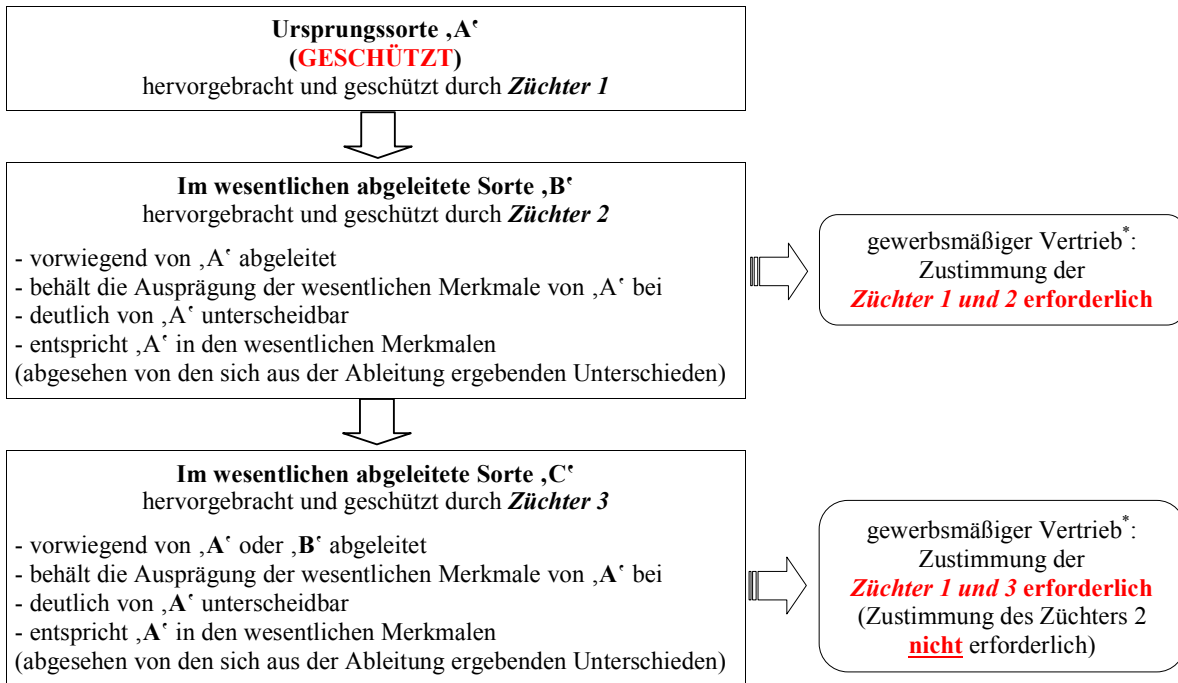 Ursprungssorte ‚A‛
(GESCHÜTZT)
hervorgebracht und geschützt durch Züchter 1
Im wesentlichen abgeleitete Sorte ‚B‛
hervorgebracht und geschützt durch Züchter 2
- vorwiegend von ‚A‛ abgeleitet
- behält die Ausprägung der wesentlichen Merkmale von ‚A‛ bei
- deutlich von ‚A‛ unterscheidbar
- entspricht ‚A‛ in den wesentlichen Merkmalen
(abgesehen von den sich aus der Ableitung ergebenden Unterschieden)
gewerbsmäßiger Vertrieb*:
Zustimmung der
Züchter 1 und 2 erforderlich
Im wesentlichen abgeleitete Sorte ‚C‛
hervorgebracht und geschützt durch Züchter 3
- vorwiegend von ‚A‛ oder ‚B‛ abgeleitet
- behält die Ausprägung der wesentlichen Merkmale von ‚A‛ bei
- deutlich von ‚A‛ unterscheidbar
- entspricht ‚A‛ in den wesentlichen Merkmalen
(abgesehen von den sich aus der Ableitung ergebenden Unterschieden)
gewerbsmäßiger Vertrieb*:
Zustimmung der
Züchter 1 und 3 erforderlich
(Zustimmung des Züchters 2
nicht erforderlich)